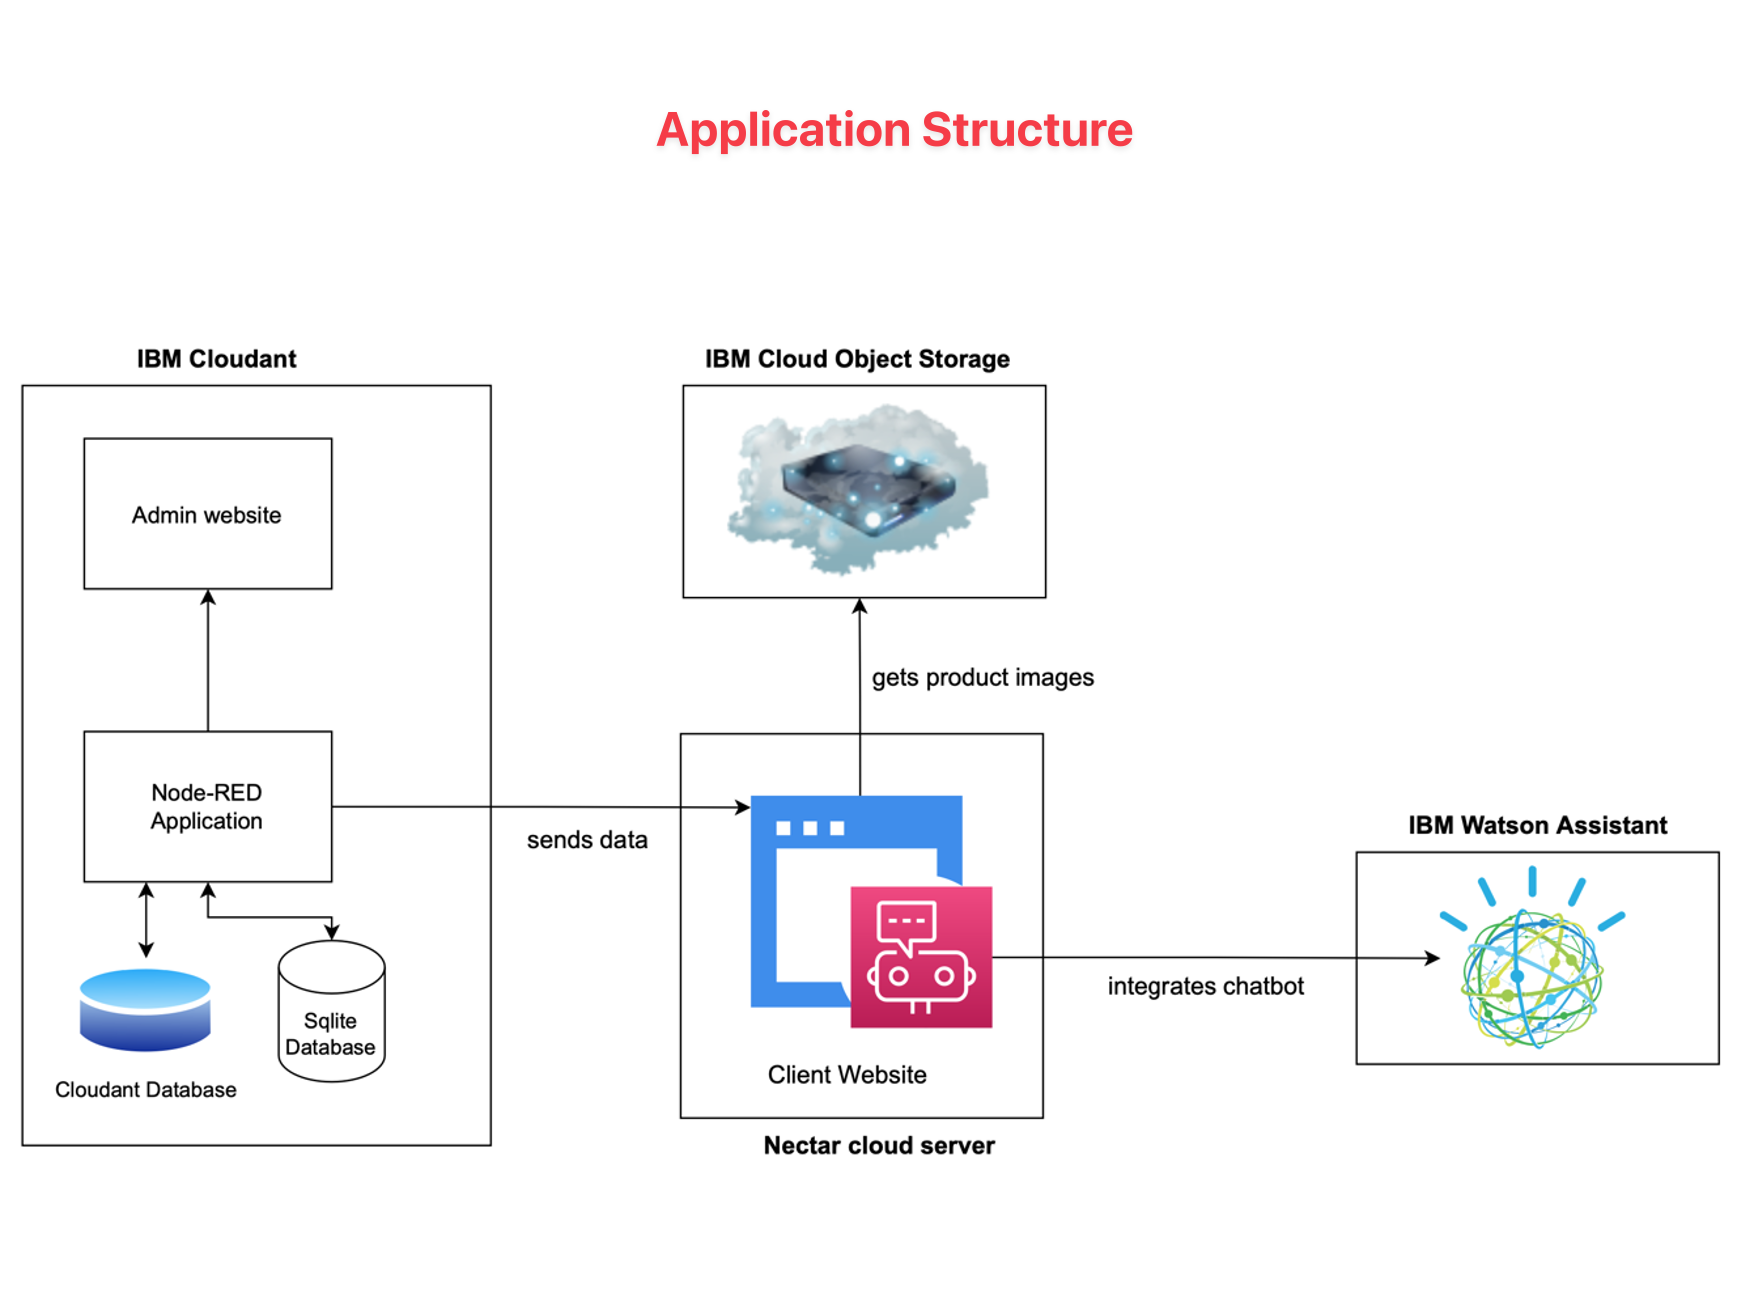 Application Structure
IBM Cloudant
Admin website
Node-RED
Application
Cloudant Database
Sqlite
Database
sends data
IBM Cloud Object Storage
gets product images
Client Website
Nectar cloud server
integrates chatbot
IBM Watson Assistant